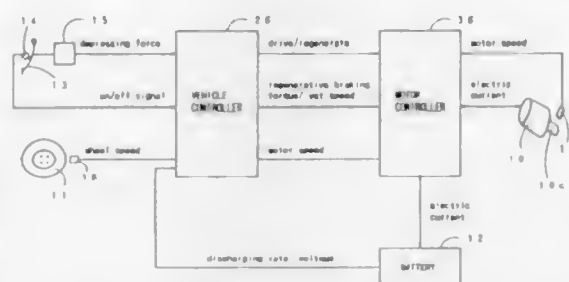 14
15
depressing force
13
on/off signal
wheel speed
11
26
VEHICLE
CONTROLLER
drive/regenerate
regenerative braking
torque/
speed
motor speed
36
MOTOR
CONTROLLER
motor speed
electric
current
10
10a
electric
current
12
BATTERY
discharging rate, voltage